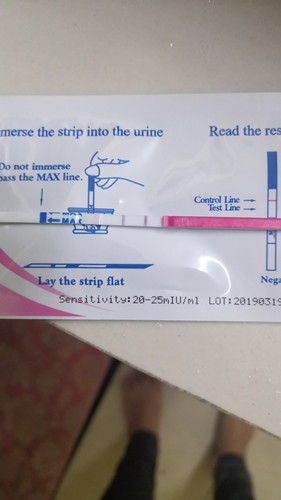 merse the strip into the urine
Read the res
Do not immerse
pass the MAX line.
Control Line
Test Line
MAX
Lay the strip flat
Nega
Sensitivity:20-25mIU/ml LOT:20190319